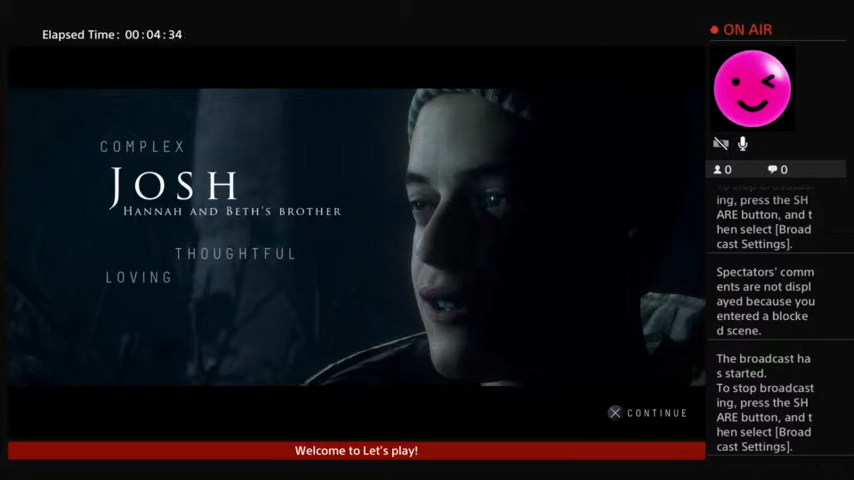 Elapsed Time: 00:04:34
ON AIR
COMPLEX
JOSH
HANNAH AND BETH'S BROTHER
THOUGHTFUL
LOVING
CONTINUE
Welcome to Let's play!
0
0
ing, press the SH
ARE button, and t
hen select [Broad
cast Settings].
Spectators' comm
ents are not displ
ayed because you
entered a blocke
d scene.
The broadcast ha
s started.
To stop broadcast
ing, press the SH
ARE button, and t
hen select [Broad
cast Settings].